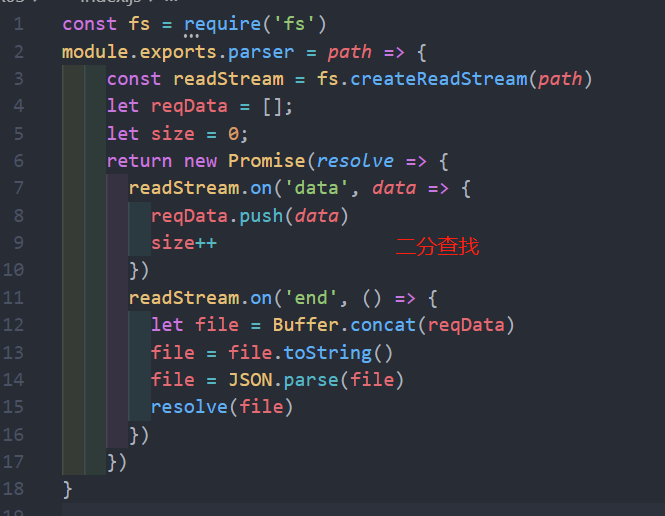 index.js
1 const fs = require('fs')
2 module.exports.parser = path => {
3 const readStream = fs.createReadStream(path)
4 let reqData = [];
5 let size = 0;
6 return new Promise(resolve => {
7 readStream.on('data', data => {
8 reqData.push(data)
9 size++ 二分查找
10 })
11 readStream.on('end', () => {
12 let file = Buffer.concat(reqData)
13 file = file.toString()
14 file = JSON.parse(file)
15 resolve(file)
16 })
17 })
18 }
19